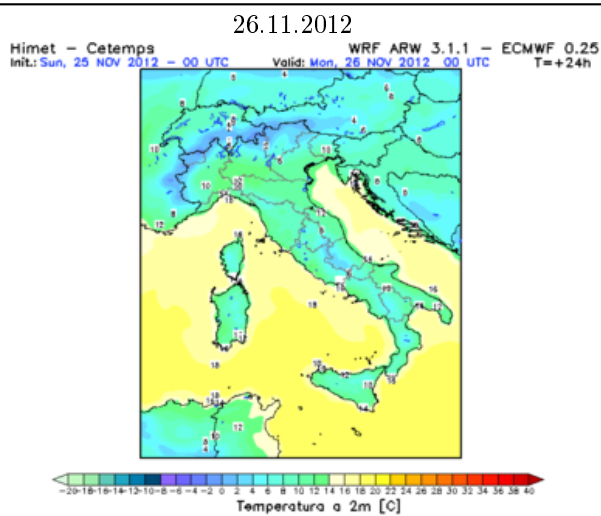 26.11.2012
Himet - Cetemps WRF ARW 3.1.1 - ECMWF 0.25
Init.: Sun, 25 NOV 2012 - 00 UTC Valid: Mon, 26 NOV 2012 00 UTC T=+24h
-20-18-16-14-12-10-8 -6 -4 -2 0 2 4 6 8 10 12 14 16 18 20 22 24 26 28 30 32 34 36 38 40
Temperatura a 2m [C]